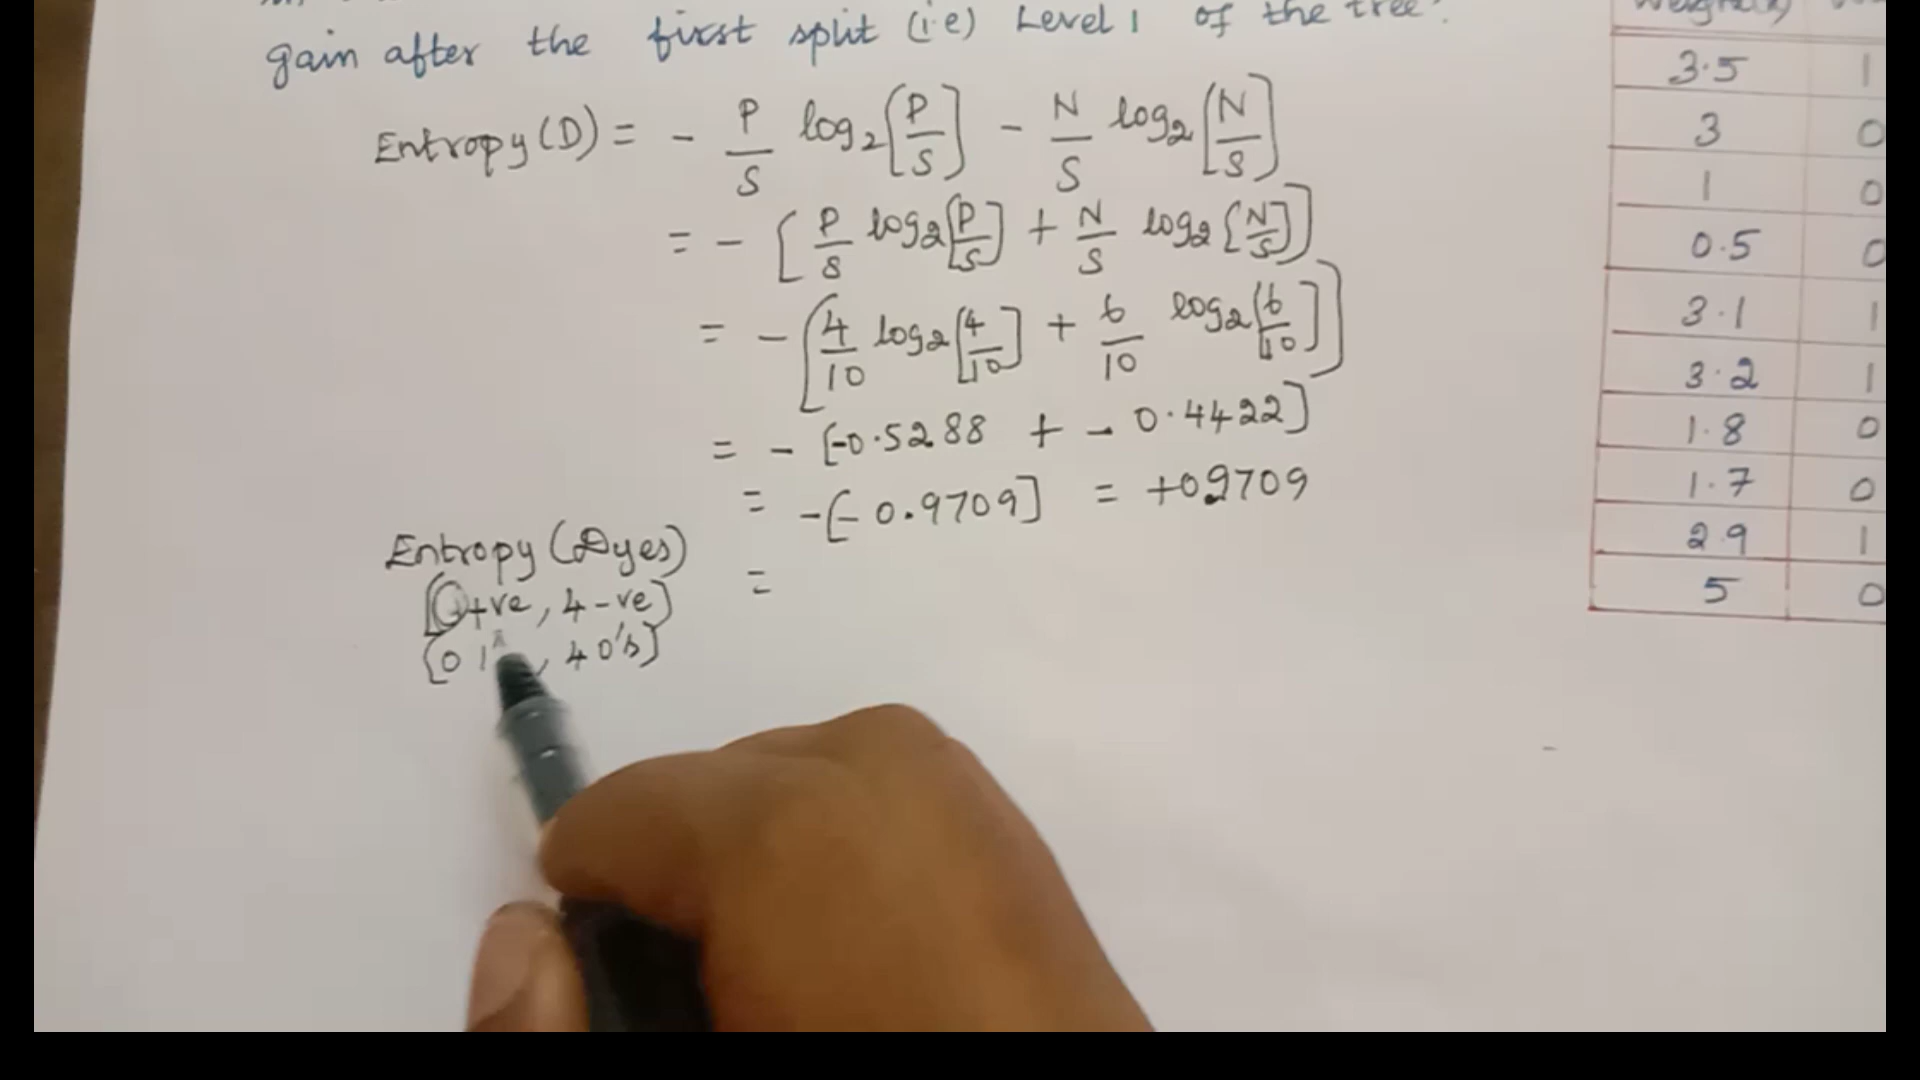 gain after the first split (i.e) Level 1 of the tree.
Entropy(D) = - P/S log2[P/S] - N/S log2[N/S]
= - [P/S log2[P/S] + N/S log2[N/S]]
= - [4/10 log2[4/10] + 6/10 log2[6/10]]
= - [-0.5288 + - 0.4422]
= -[- 0.9709] = +0.9709
Entropy (Dyes) =
+ve, 4-ve]
[0 1 , 4 0's]
3.5 1
3 0
1 0
0.5 0
3.1 1
3.2 1
1.8 0
1.7 0
2.9 1
5 0